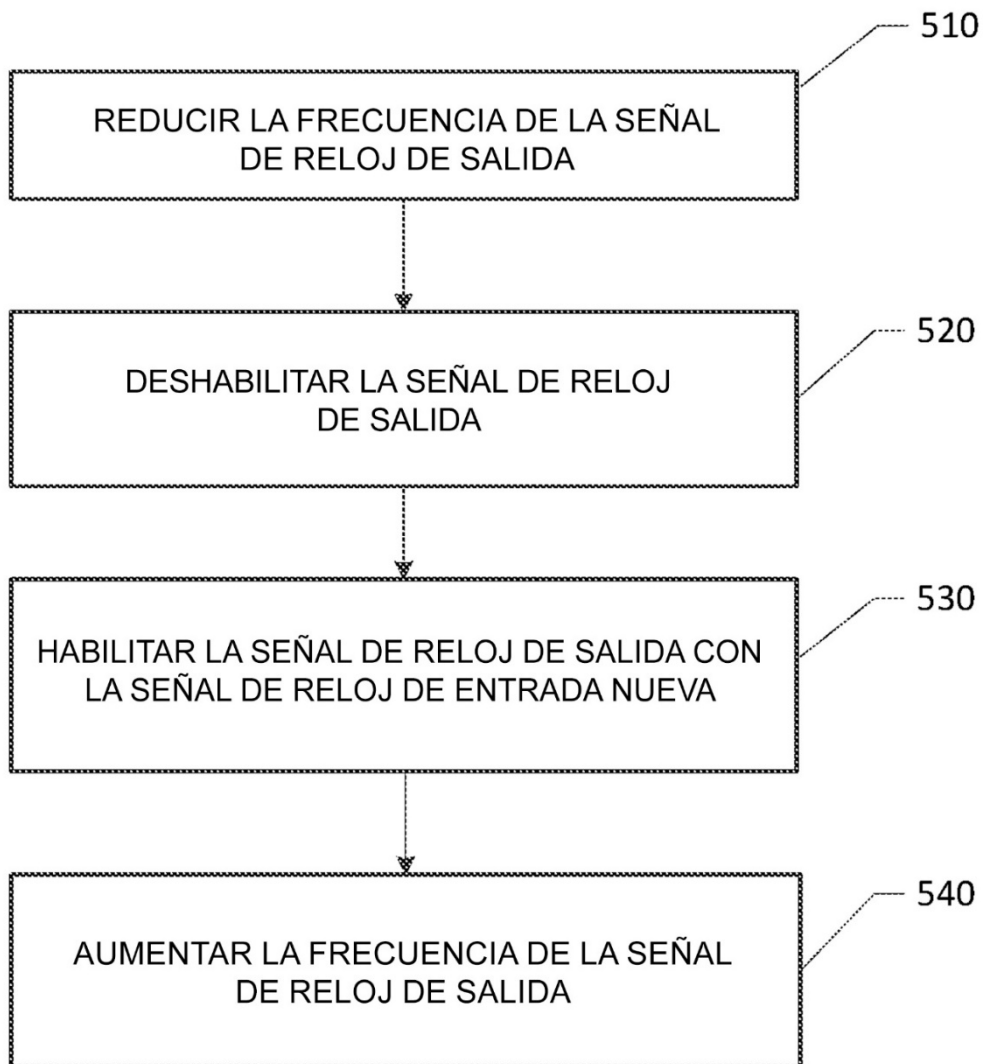 510
REDUCIR LA FRECUENCIA DE LA SEÑAL
DE RELOJ DE SALIDA
520
DESHABILITAR LA SEÑAL DE RELOJ
DE SALIDA
530
HABILITAR LA SEÑAL DE RELOJ DE SALIDA CON
LA SEÑAL DE RELOJ DE ENTRADA NUEVA
540
AUMENTAR LA FRECUENCIA DE LA SEÑAL
DE RELOJ DE SALIDA